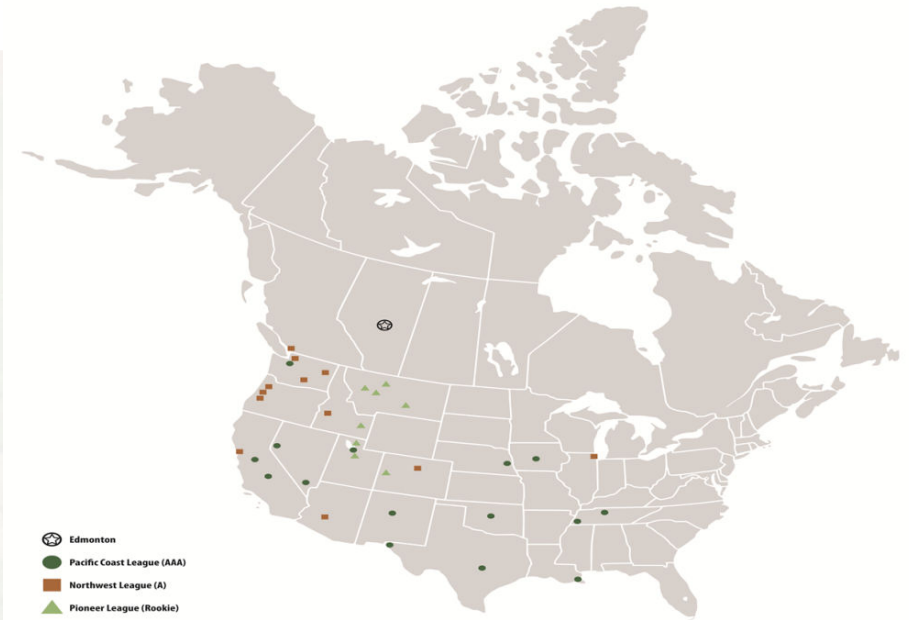 Edmonton
Pacific Coast League (AAA)
Northwest League (A)
Pioneer League (Rookie)